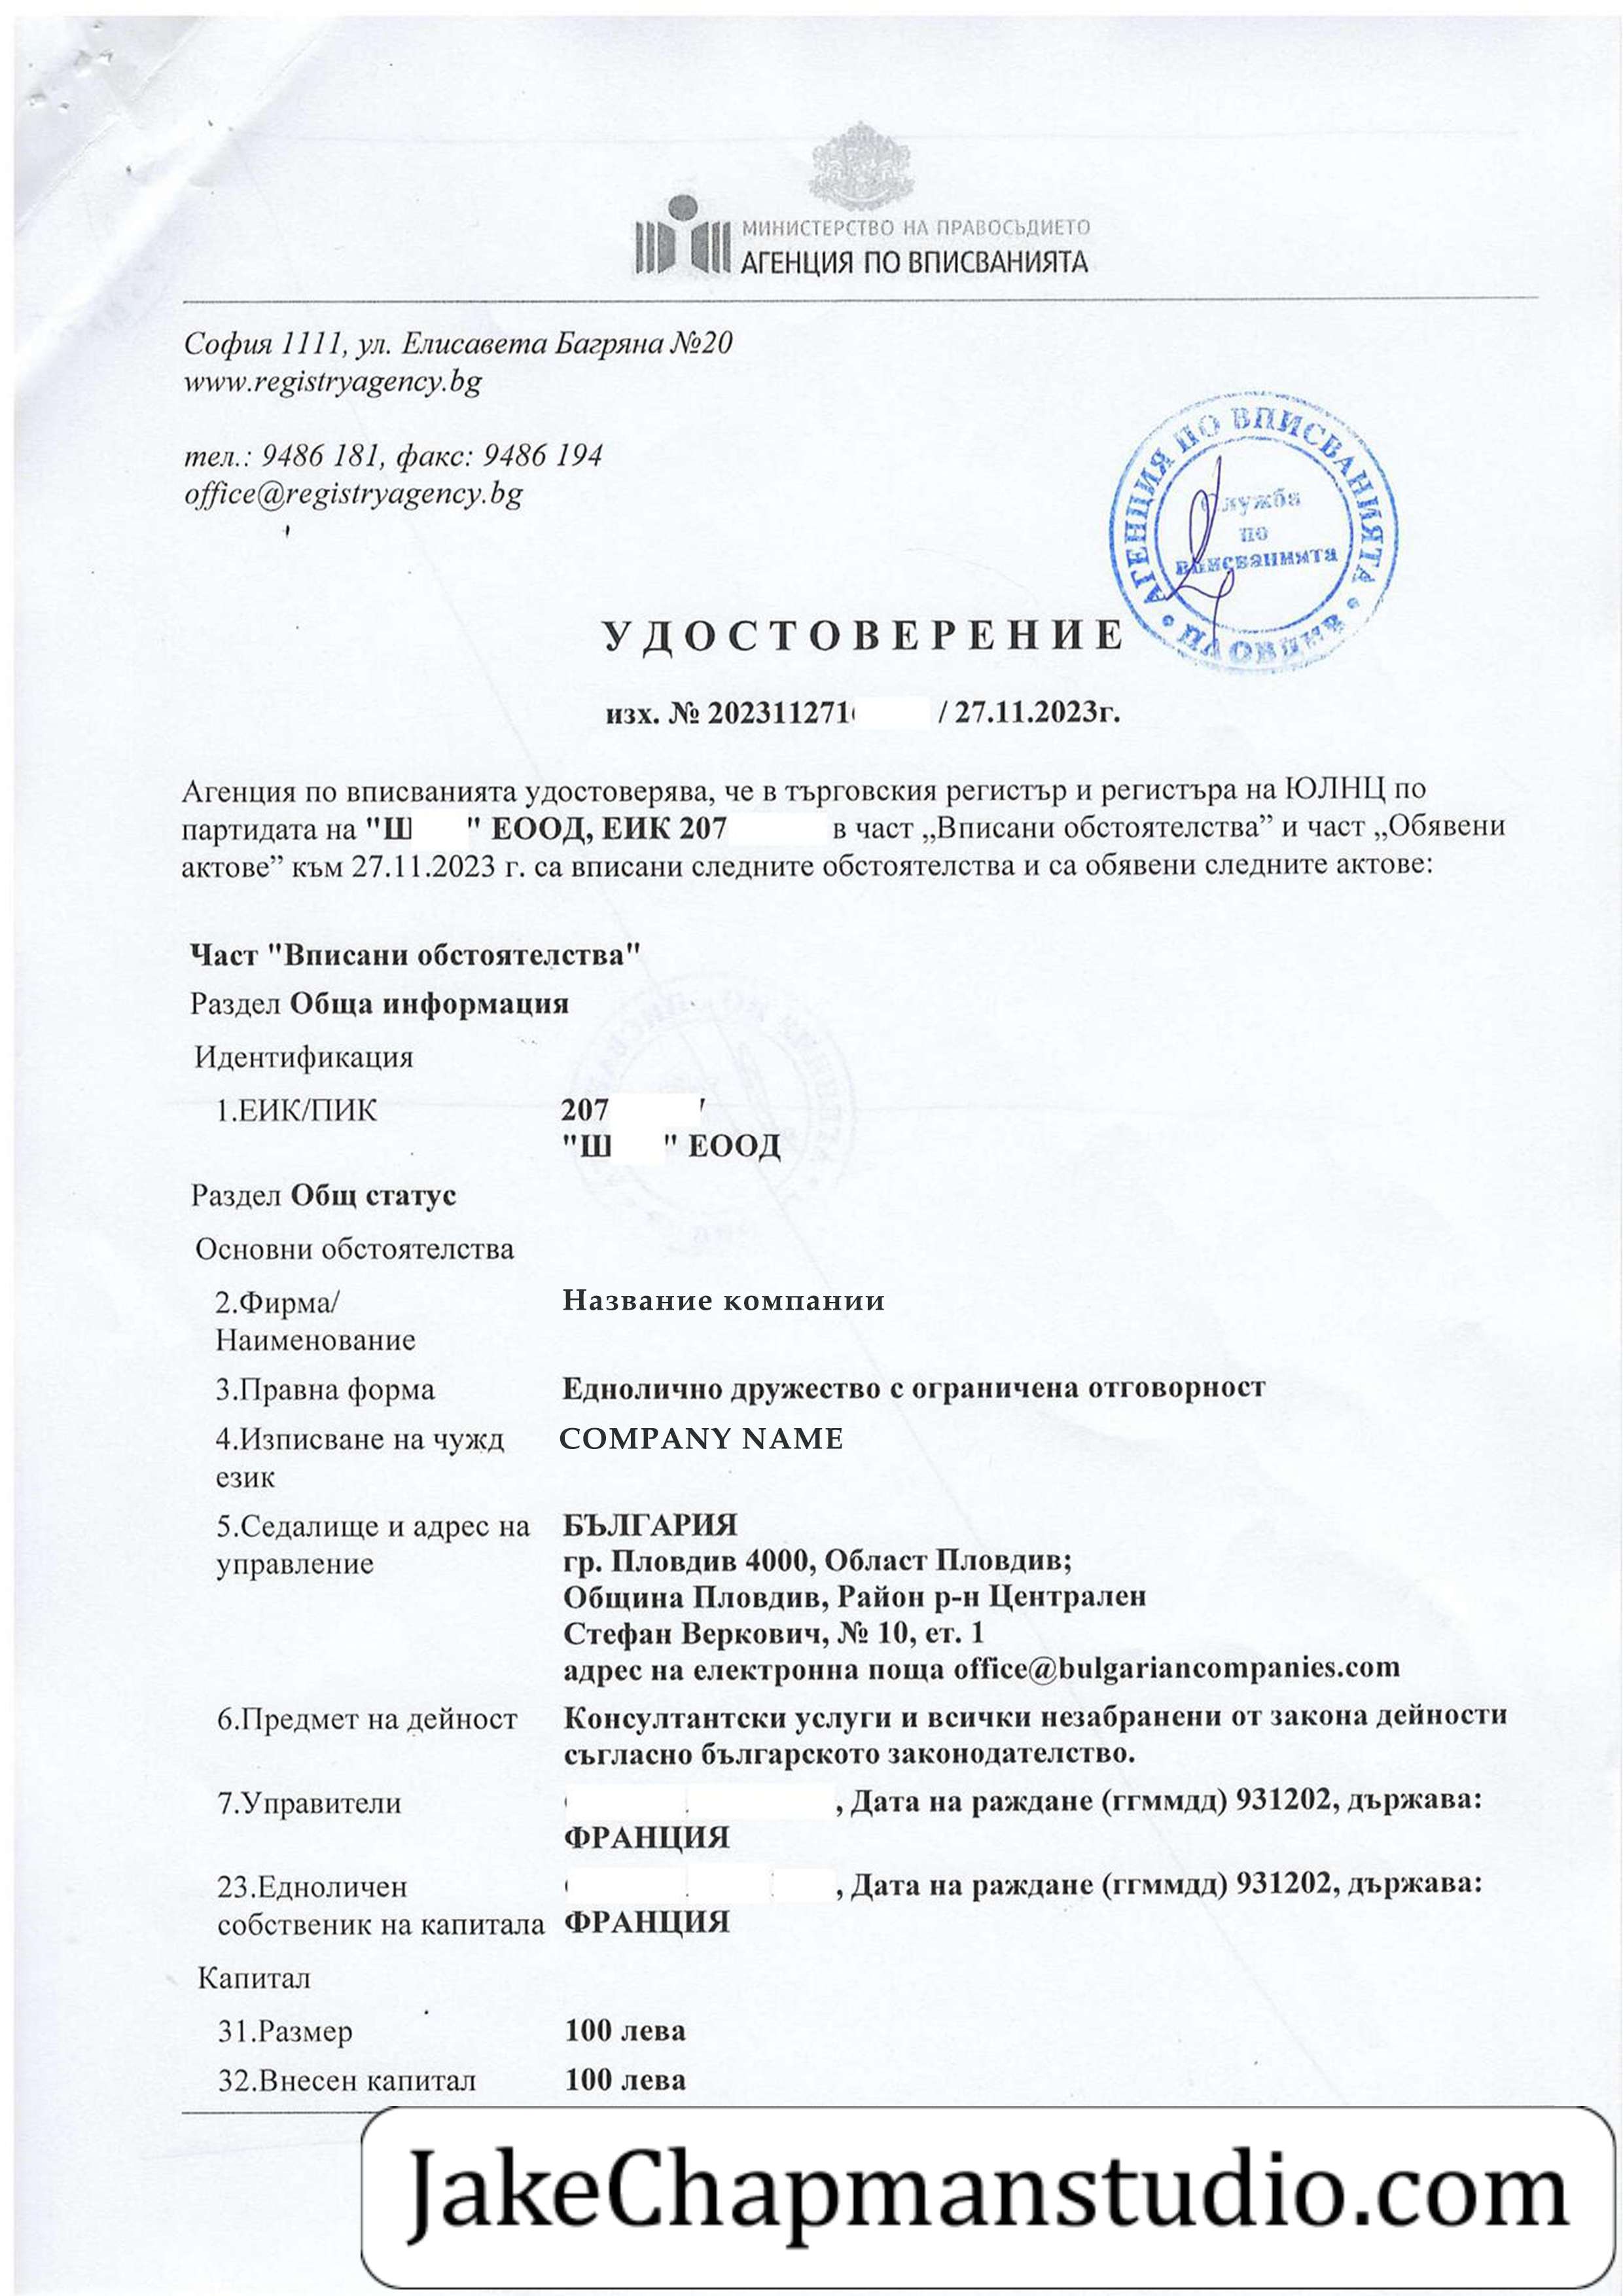 МИНИСТЕРСТВО НА ПРАВОСЪДИЕТО
АГЕНЦИЯ ПО ВПИСВАНИЯТА
София 1111, ул. Елисавета Багряна №20
www.registryagency.bg
тел.: 9486 181, факс: 9486 194
office@registryagency.bg
АГЕНЦИЯ ПО ВПИСВАНИЯТА • ПЛОВДИВ •
Служба
по
вписванията
УДОСТОВЕРЕНИЕ
изх. № 202311271 / 27.11.2023г.
Агенция по вписванията удостоверява, че в търговския регистър и регистъра на ЮЛНЦ по
партидата на "Ш " ЕООД, ЕИК 207 в част „Вписани обстоятелства” и част „Обявени
актове” към 27.11.2023 г. са вписани следните обстоятелства и са обявени следните актове:
Част "Вписани обстоятелства"
Раздел Обща информация
Идентификация
1.ЕИК/ПИК 207
"Ш " ЕООД
Раздел Общ статус
Основни обстоятелства
2.Фирма/ Название компании
Наименование
3.Правна форма Еднолично дружество с ограничена отговорност
4.Изписване на чужд COMPANY NAME
език
5.Седалище и адрес на БЪЛГАРИЯ
управление гр. Пловдив 4000, Област Пловдив;
Община Пловдив, Район р-н Централен
Стефан Веркович, № 10, ет. 1
адрес на електронна поща office@bulgariancompanies.com
6.Предмет на дейност Консултантски услуги и всички незабранени от закона дейности
съгласно българското законодателство.
7.Управители , Дата на раждане (ггммдд) 931202, държава:
ФРАНЦИЯ
23.Едноличен , Дата на раждане (ггммдд) 931202, държава:
собственик на капитала ФРАНЦИЯ
Капитал
31.Размер 100 лева
32.Внесен капитал 100 лева
JakeChapmanstudio.com